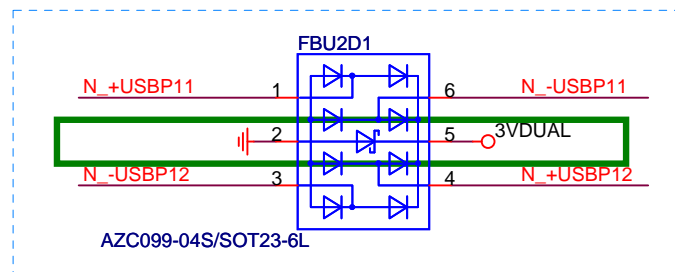 FBU2D1
N_+USBP11 1 6 N_-USBP11
2 5 3VDUAL
N_-USBP12 3 4 N_+USBP12
AZC099-04S/SOT23-6L